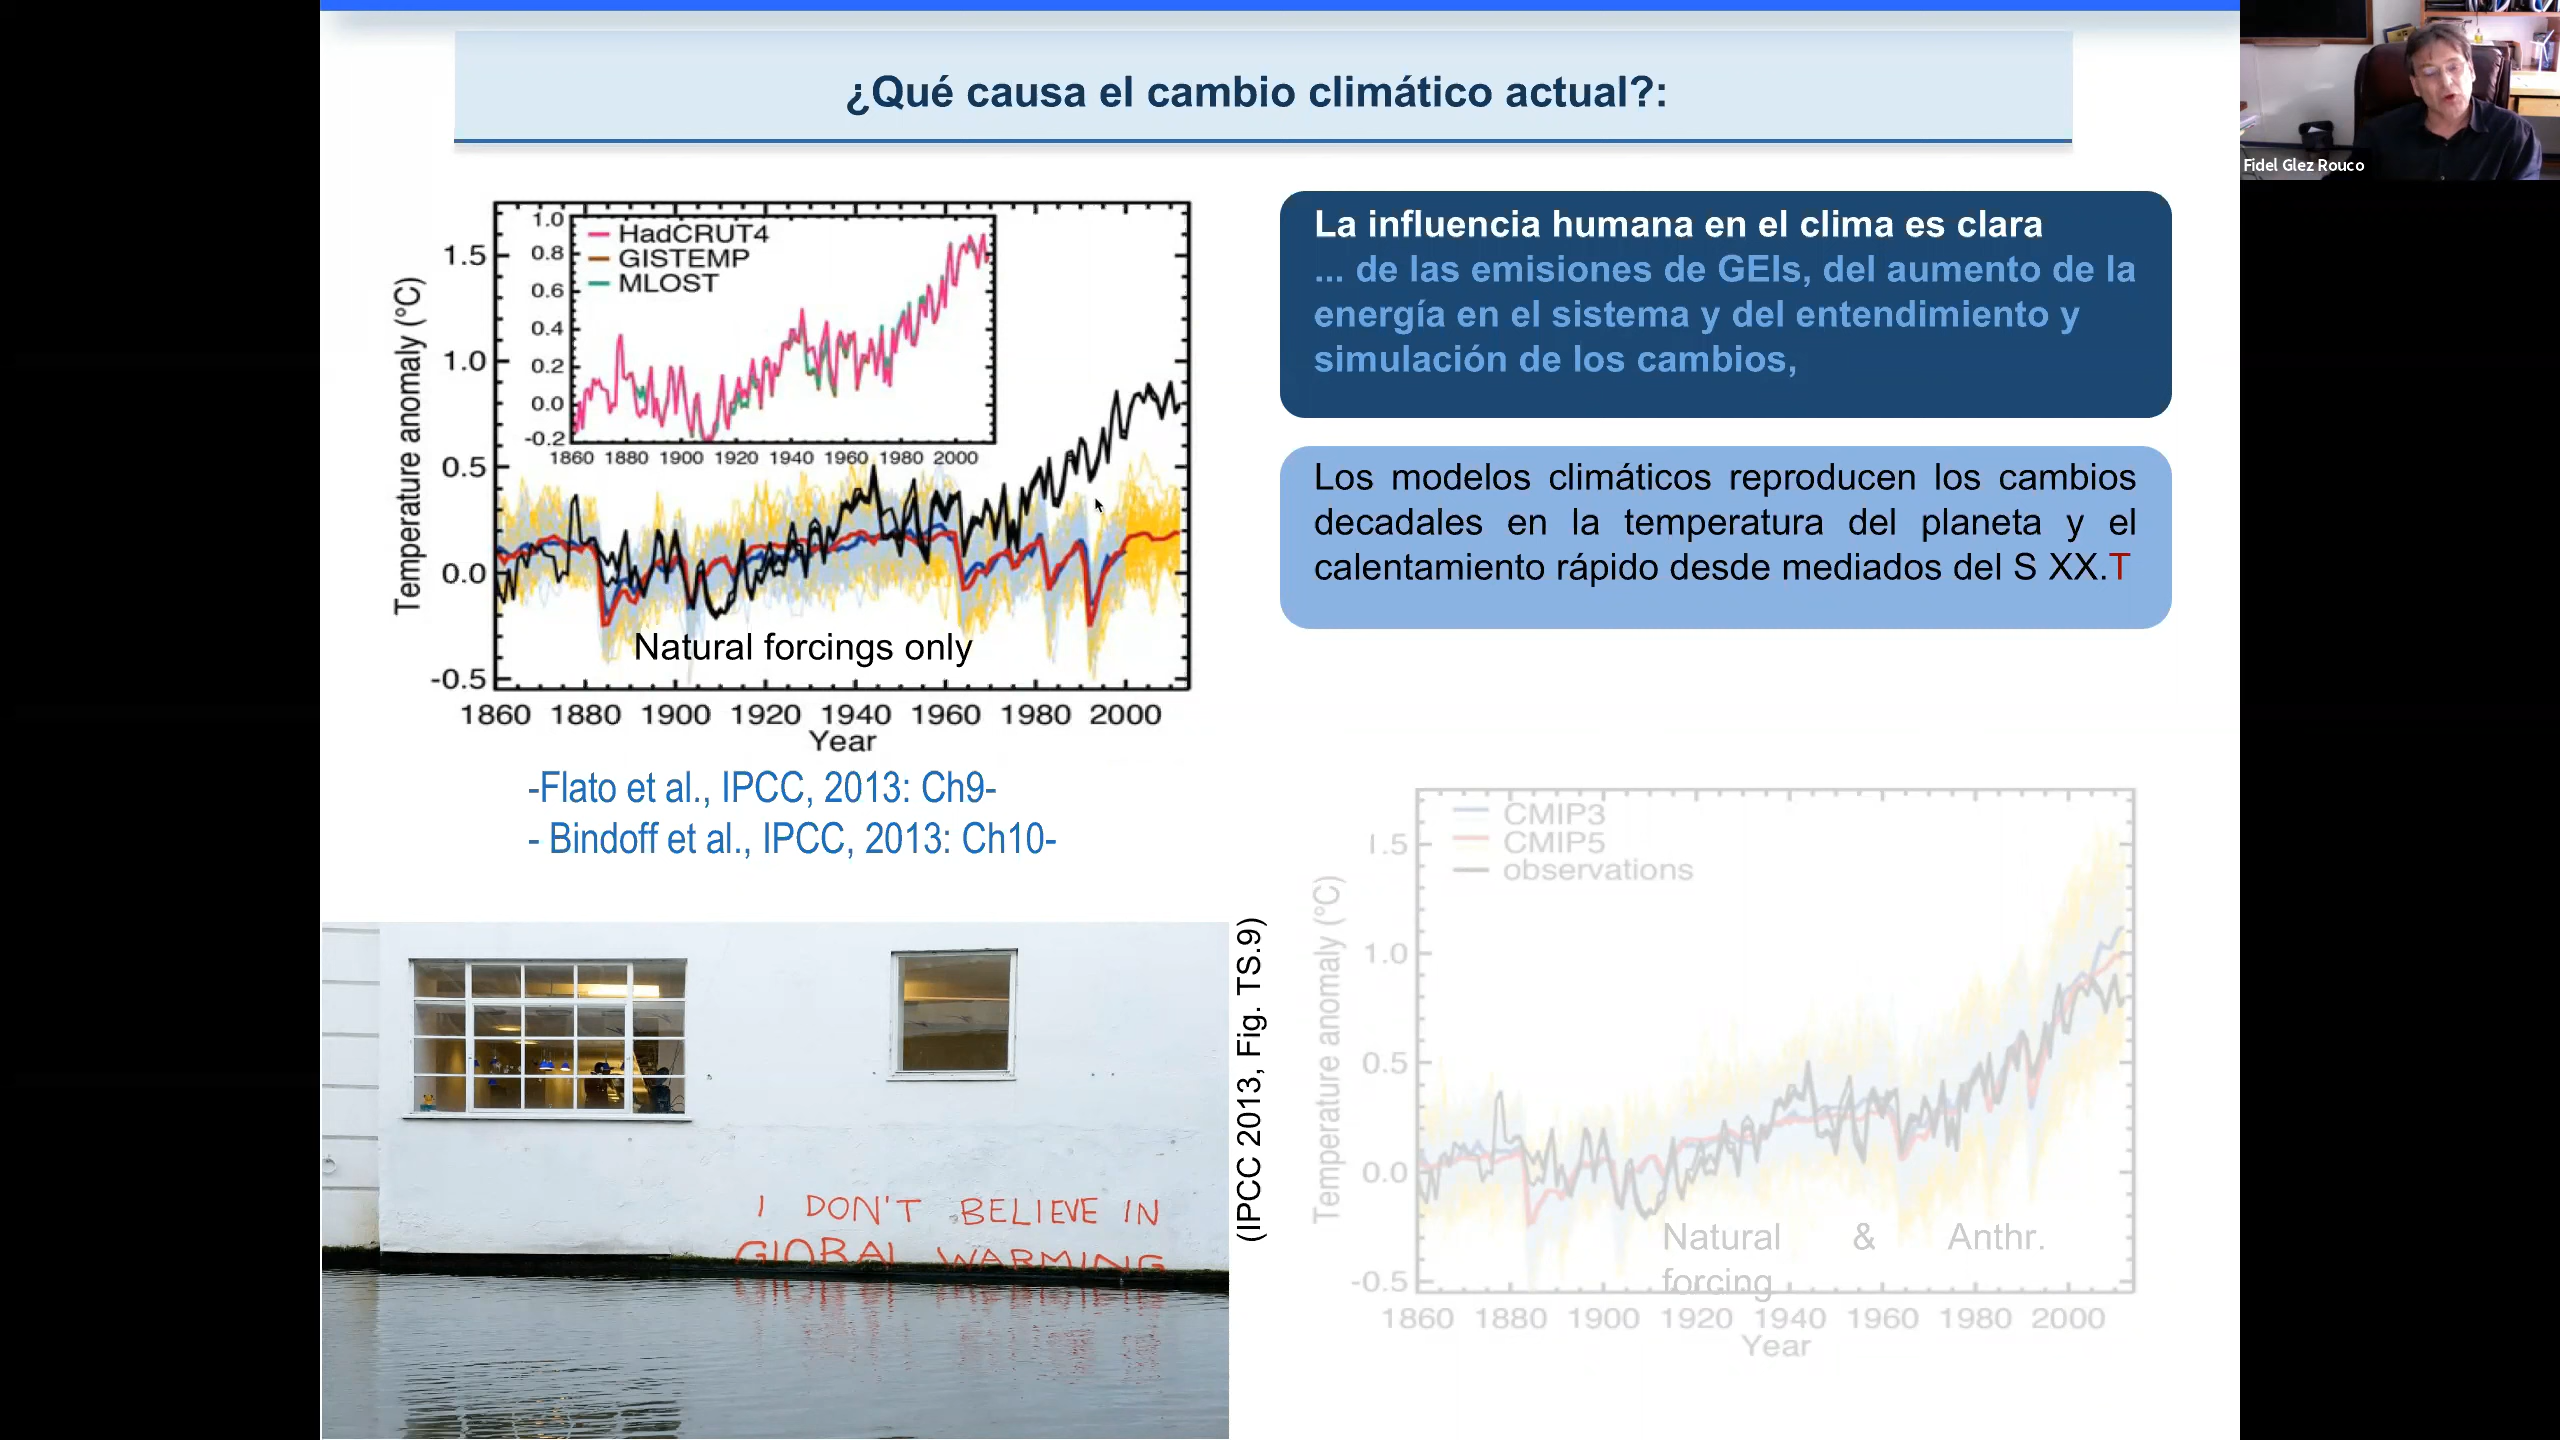 ¿Qué causa el cambio climático actual?:
Fidel Glez Rouco
La influencia humana en el clima es clara
... de las emisiones de GEIs, del aumento de la
energía en el sistema y del entendimiento y
simulación de los cambios,
Los modelos climáticos reproducen los cambios
decadales en la temperatura del planeta y el
calentamiento rápido desde mediados del S XX.T
Temperature anomaly (°C)
1.5
1.0
0.5
0.0
-0.5
1.0
0.8
0.6
0.4
0.2
0.0
-0.2
HadCRUT4
GISTEMP
MLOST
1860 1880 1900 1920 1940 1960 1980 2000
Natural forcings only
1860 1880 1900 1920 1940 1960 1980 2000
Year
-Flato et al., IPCC, 2013: Ch9-
- Bindoff et al., IPCC, 2013: Ch10-
I DON'T BELIEVE IN
GLOBAL WARMING
(IPCC 2013, Fig. TS.9)
Temperature anomaly (°C)
1.5
1.0
0.5
0.0
-0.5
CMIP3
CMIP5
observations
Natural & Anthr.
forcing
1860 1880 1900 1920 1940 1960 1980 2000
Year